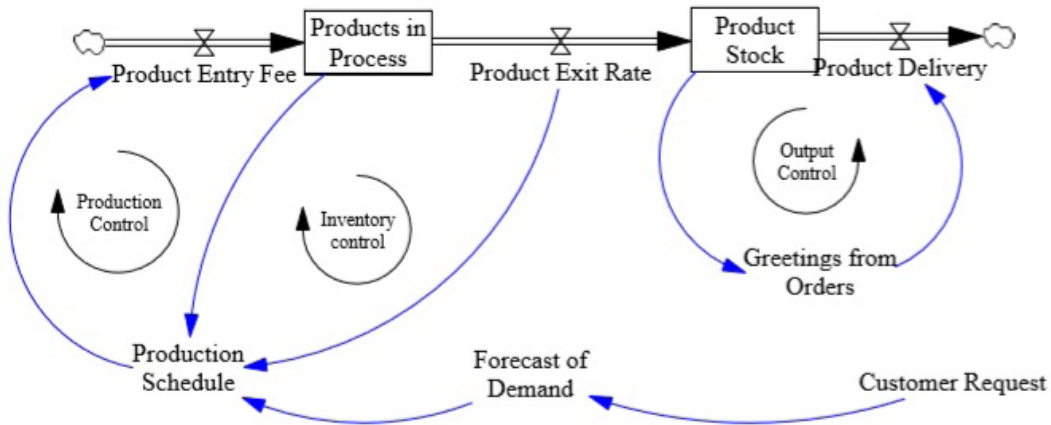 Products in
Process
Product
Stock
Product Entry Fee
Product Exit Rate
Product Delivery
Production
Control
Inventory
control
Output
Control
Greetings from
Orders
Production
Schedule
Forecast of
Demand
Customer Request